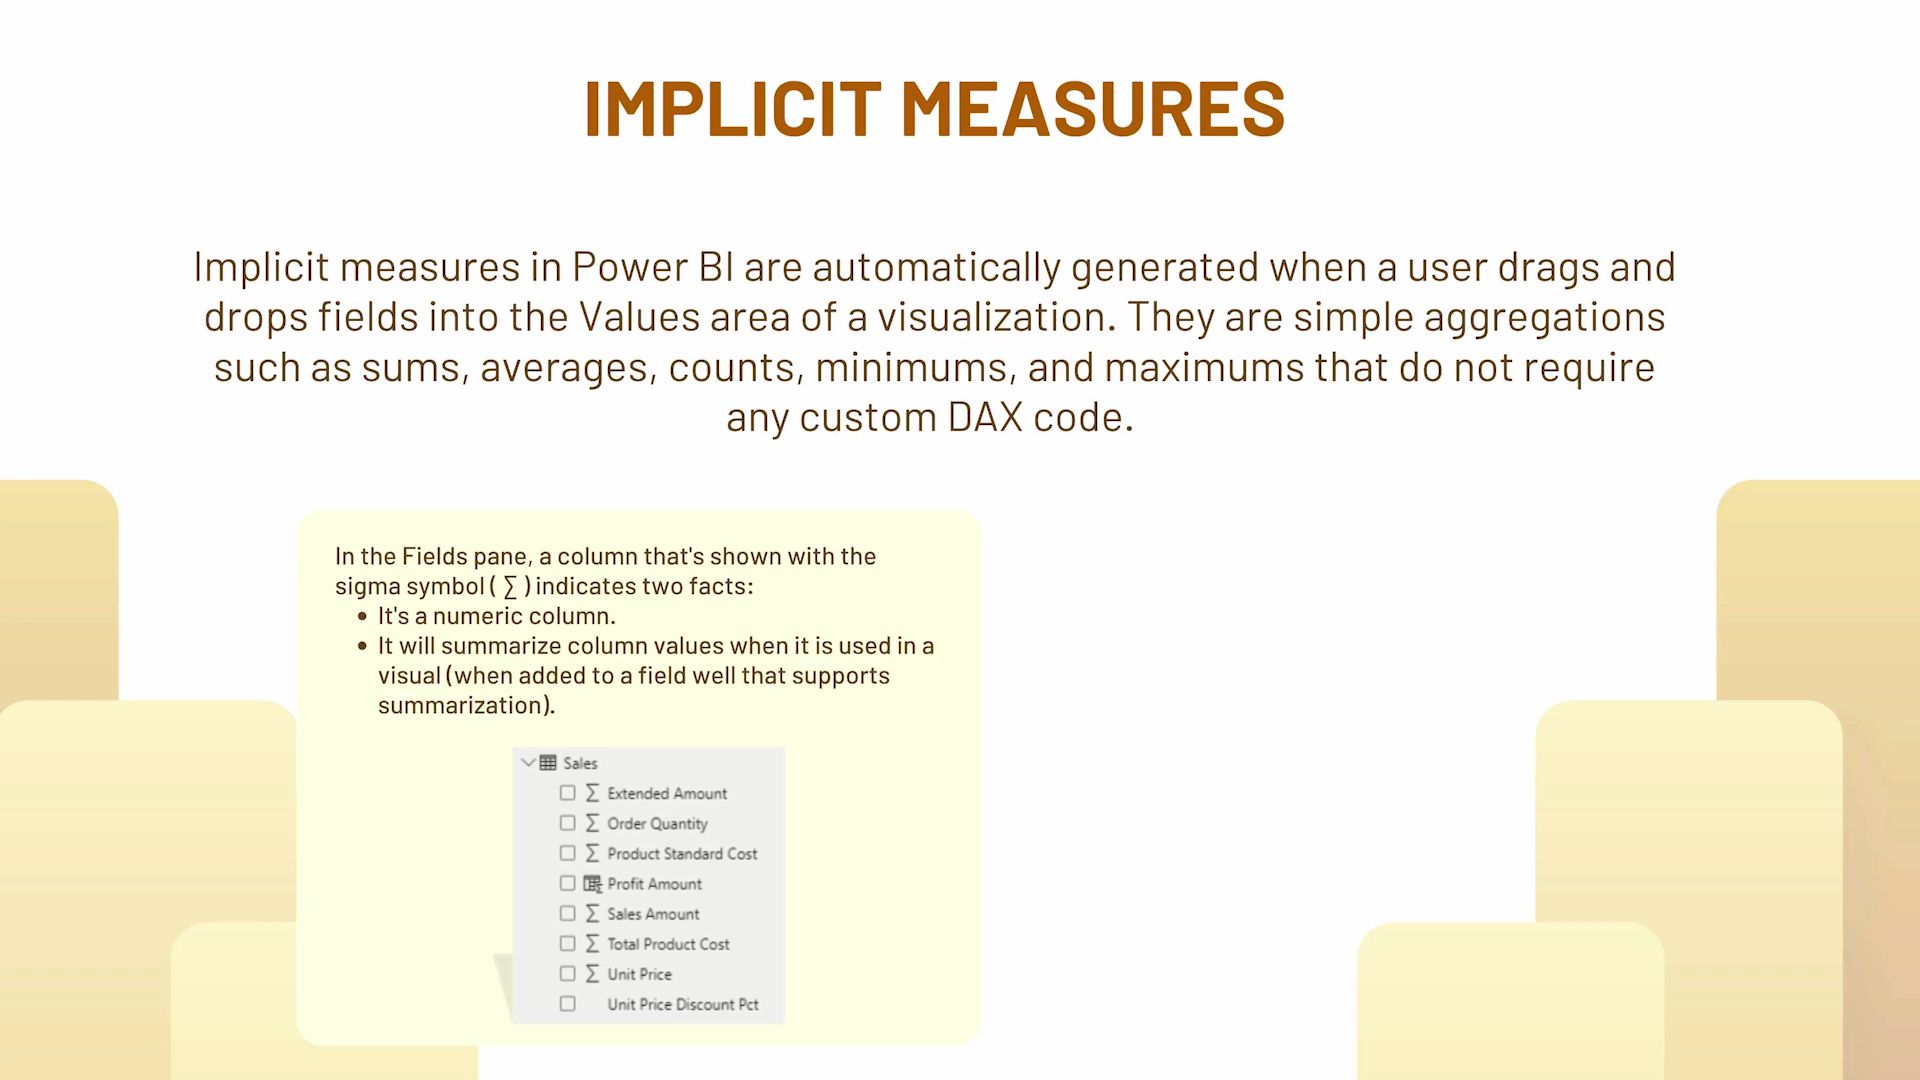 IMPLICIT MEASURES
Implicit measures in Power BI are automatically generated when a user drags and
drops fields into the Values area of a visualization. They are simple aggregations
such as sums, averages, counts, minimums, and maximums that do not require
any custom DAX code.
In the Fields pane, a column that's shown with the
sigma symbol ( ∑ ) indicates two facts:
• It's a numeric column.
• It will summarize column values when it is used in a
visual (when added to a field well that supports
summarization).
Sales
∑ Extended Amount
∑ Order Quantity
∑ Product Standard Cost
Profit Amount
∑ Sales Amount
∑ Total Product Cost
∑ Unit Price
Unit Price Discount Pct